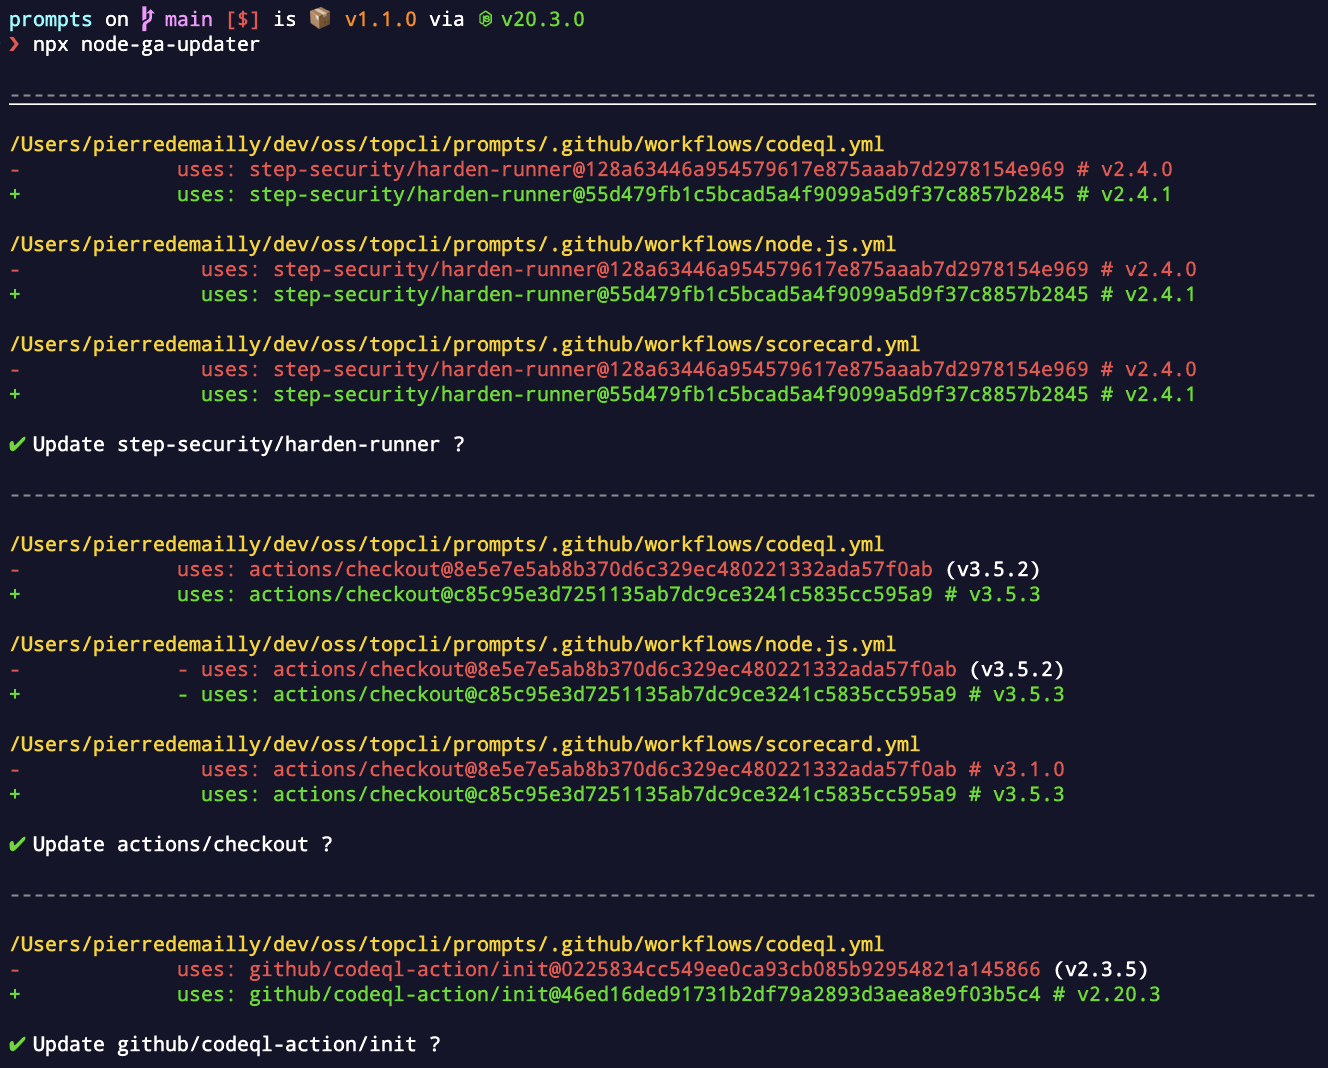 prompts on main [$] is 📦 v1.1.0 via v20.3.0
❯ npx node-ga-updater
------------------------------------------------------------------------------------------------------------
/Users/pierredemailly/dev/oss/topcli/prompts/.github/workflows/codeql.yml
- uses: step-security/harden-runner@128a63446a954579617e875aaab7d2978154e969 # v2.4.0
+ uses: step-security/harden-runner@55d479fb1c5bcad5a4f9099a5d9f37c8857b2845 # v2.4.1
/Users/pierredemailly/dev/oss/topcli/prompts/.github/workflows/node.js.yml
- uses: step-security/harden-runner@128a63446a954579617e875aaab7d2978154e969 # v2.4.0
+ uses: step-security/harden-runner@55d479fb1c5bcad5a4f9099a5d9f37c8857b2845 # v2.4.1
/Users/pierredemailly/dev/oss/topcli/prompts/.github/workflows/scorecard.yml
- uses: step-security/harden-runner@128a63446a954579617e875aaab7d2978154e969 # v2.4.0
+ uses: step-security/harden-runner@55d479fb1c5bcad5a4f9099a5d9f37c8857b2845 # v2.4.1
✔ Update step-security/harden-runner ?
------------------------------------------------------------------------------------------------------------
/Users/pierredemailly/dev/oss/topcli/prompts/.github/workflows/codeql.yml
- uses: actions/checkout@8e5e7e5ab8b370d6c329ec480221332ada57f0ab (v3.5.2)
+ uses: actions/checkout@c85c95e3d7251135ab7dc9ce3241c5835cc595a9 # v3.5.3
/Users/pierredemailly/dev/oss/topcli/prompts/.github/workflows/node.js.yml
- - uses: actions/checkout@8e5e7e5ab8b370d6c329ec480221332ada57f0ab (v3.5.2)
+ - uses: actions/checkout@c85c95e3d7251135ab7dc9ce3241c5835cc595a9 # v3.5.3
/Users/pierredemailly/dev/oss/topcli/prompts/.github/workflows/scorecard.yml
- uses: actions/checkout@8e5e7e5ab8b370d6c329ec480221332ada57f0ab # v3.1.0
+ uses: actions/checkout@c85c95e3d7251135ab7dc9ce3241c5835cc595a9 # v3.5.3
✔ Update actions/checkout ?
------------------------------------------------------------------------------------------------------------
/Users/pierredemailly/dev/oss/topcli/prompts/.github/workflows/codeql.yml
- uses: github/codeql-action/init@0225834cc549ee0ca93cb085b92954821a145866 (v2.3.5)
+ uses: github/codeql-action/init@46ed16ded91731b2df79a2893d3aea8e9f03b5c4 # v2.20.3
✔ Update github/codeql-action/init ?